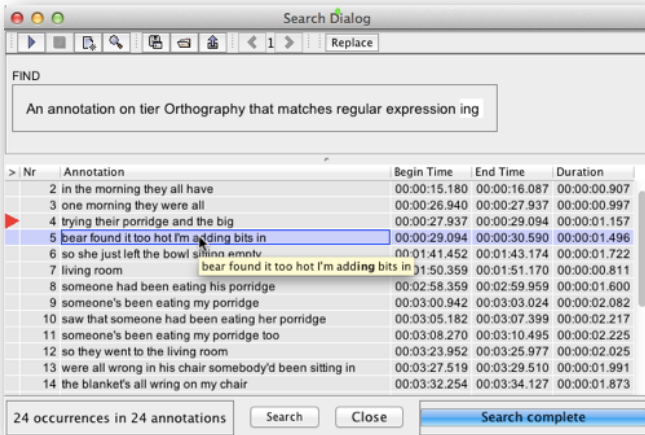 Search Dialog
1 Replace
FIND
An annotation on tier Orthography that matches regular expression ing
> Nr Annotation Begin Time End Time Duration
2 in the morning they all have 00:00:15.180 00:00:16.087 00:00:00.907
3 one morning they were all 00:00:26.940 00:00:27.937 00:00:00.997
4 trying their porridge and the big 00:00:27.937 00:00:29.094 00:00:01.157
5 bear found it too hot I'm adding bits in 00:00:29.094 00:00:30.590 00:00:01.496
6 so she just left the bowl sitting empty 00:01:41.452 00:01:43.174 00:00:01.722
bear found it too hot I'm adding bits in
7 living room 01:50.359 00:01:51.170 00:00:00.811
8 someone had been eating his porridge 00:02:58.359 00:02:59.959 00:00:01.600
9 someone's been eating my porridge 00:03:00.942 00:03:03.024 00:00:02.082
10 saw that someone had been eating her porridge 00:03:05.182 00:03:07.399 00:00:02.217
11 someone's been eating my porridge too 00:03:08.270 00:03:10.495 00:00:02.225
12 so they went to the living room 00:03:23.952 00:03:25.977 00:00:02.025
13 were all wrong in his chair somebody'd been sitting in 00:03:27.519 00:03:29.510 00:00:01.991
14 the blanket's all wring on my chair 00:03:32.254 00:03:34.127 00:00:01.873
24 occurrences in 24 annotations Search Close Search complete